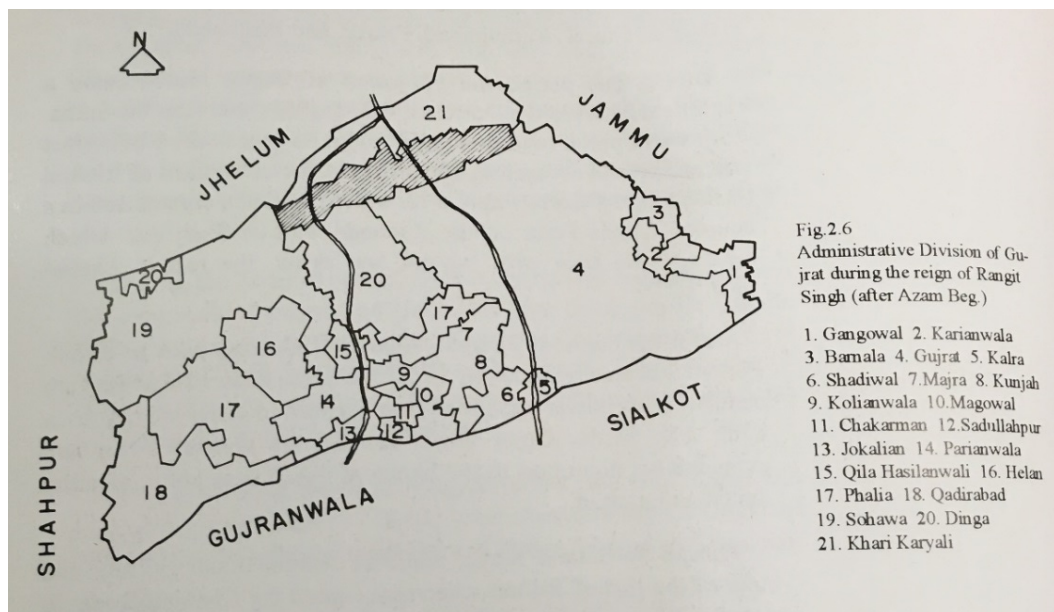 N
JHELUM
JAMMU
SHAHPUR
GUJRANWALA
SIALKOT
21
3
2
1
4
20
20
19
17
7
16
15
9
8
14
10
6
5
17
11
13
12
18
Fig.2.6
Administrative Division of Gu-
jrat during the reign of Rangit
Singh (after Azam Beg.)
1. Gangowal 2. Karianwala
3. Barnala 4. Gujrat 5. Kalra
6. Shadiwal 7.Majra 8. Kunjah
9. Kolianwala 10.Magowal
11. Chakarman 12.Sadullahpur
13. Jokalian 14. Parianwala
15. Qila Hasilanwali 16. Helan
17. Phalia 18. Qadirabad
19. Sohawa 20. Dinga
21. Khari Karyali